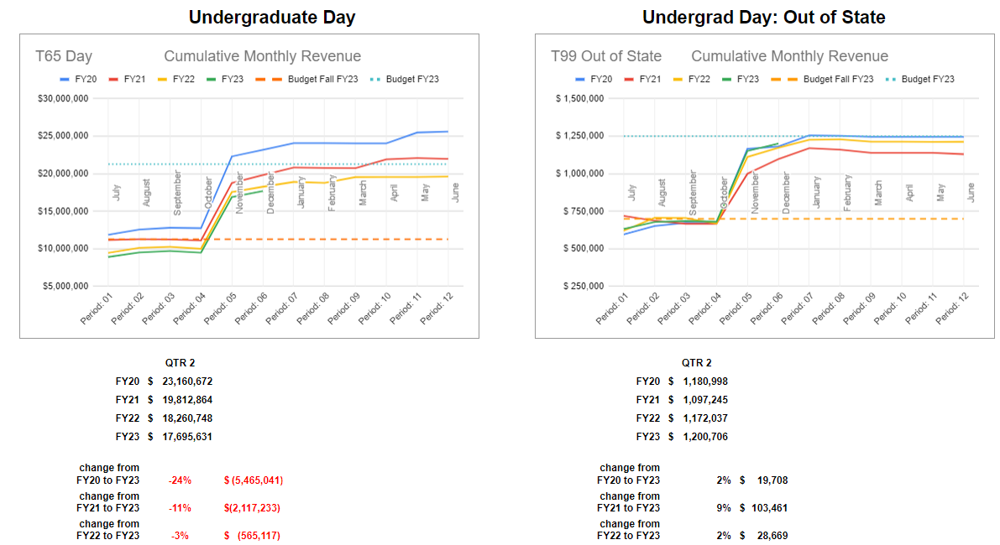 Undergraduate Day
T65 Day Cumulative Monthly Revenue
FY20 FY21 FY22 FY23 Budget Fall FY23 Budget FY23
$30,000,000
$25,000,000
$20,000,000
$15,000,000
$10,000,000
$5,000,000
July August September October November December January February March April May June
Period: 01 Period: 02 Period: 03 Period: 04 Period: 05 Period: 06 Period: 07 Period: 08 Period: 09 Period: 10 Period: 11 Period: 12
QTR 2
FY20 $ 23,160,672
FY21 $ 19,812,864
FY22 $ 18,260,748
FY23 $ 17,695,631
change from
FY20 to FY23 -24% $ (5,465,041)
change from
FY21 to FY23 -11% $(2,117,233)
change from
FY22 to FY23 -3% $ (565,117)
Undergrad Day: Out of State
T99 Out of State Cumulative Monthly Revenue
FY20 FY21 FY22 FY23 Budget Fall FY23 Budget FY23
$ 1,500,000
$ 1,250,000
$ 1,000,000
$ 750,000
$ 500,000
$ 250,000
July August September October November December January February March April May June
Period: 01 Period: 02 Period: 03 Period: 04 Period: 05 Period: 06 Period: 07 Period: 08 Period: 09 Period: 10 Period: 11 Period: 12
QTR 2
FY20 $ 1,180,998
FY21 $ 1,097,245
FY22 $ 1,172,037
FY23 $ 1,200,706
change from
FY20 to FY23 2% $ 19,708
change from
FY21 to FY23 9% $ 103,461
change from
FY22 to FY23 2% $ 28,669